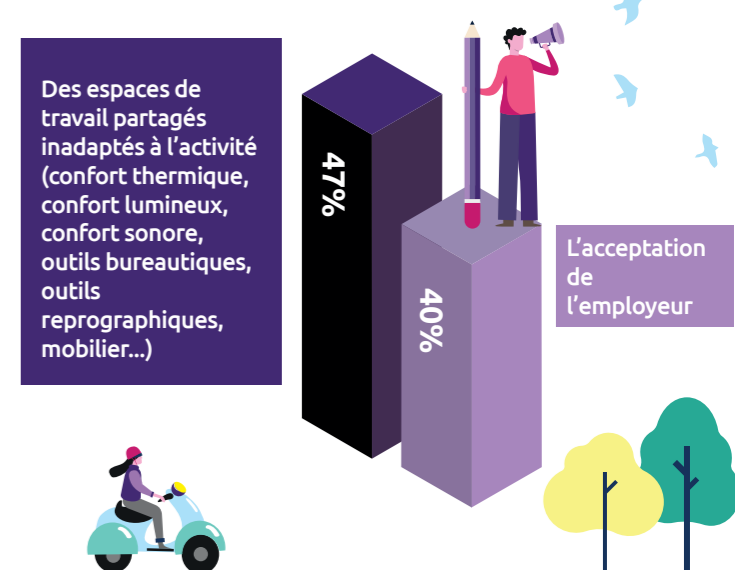 Des espaces de
travail partagés
inadaptés à l’activité
(confort thermique,
confort lumineux,
confort sonore,
outils bureautiques,
outils
reprographiques,
mobilier...)
47%
40%
L’acceptation
de
l’employeur